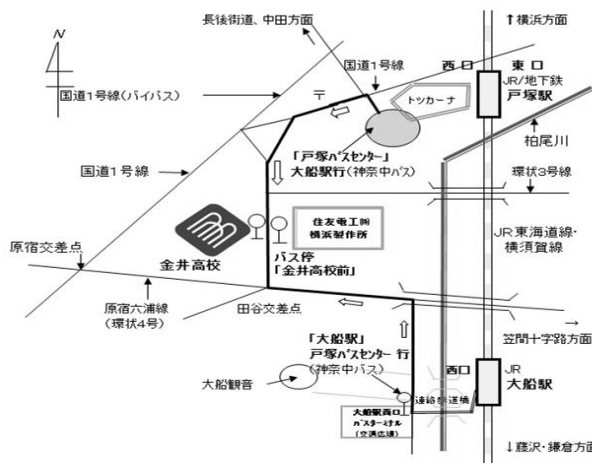 長後街道、中田方面
↑横浜方面
N
国道1号線
西口
東口
JR/地下鉄
戸塚駅
トツカーナ
国道1号線(バイパス)
〒
柏尾川
「戸塚バスセンター」
大船駅行(神奈中バス)
国道1号線
環状3号線
住友電工㈱
横浜製作所
JR東海道線・
横須賀線
原宿交差点
金井高校
バス停
「金井高校前」
原宿六浦線
(環状4号)
田谷交差点
→
笠間十字路方面
「大船駅」
戸塚バスセンター 行
(神奈中バス)
西口
JR
大船駅
大船観音
連絡歩道橋
大船駅西口
バスターミナル
(交通広場)
↓藤沢・鎌倉方面